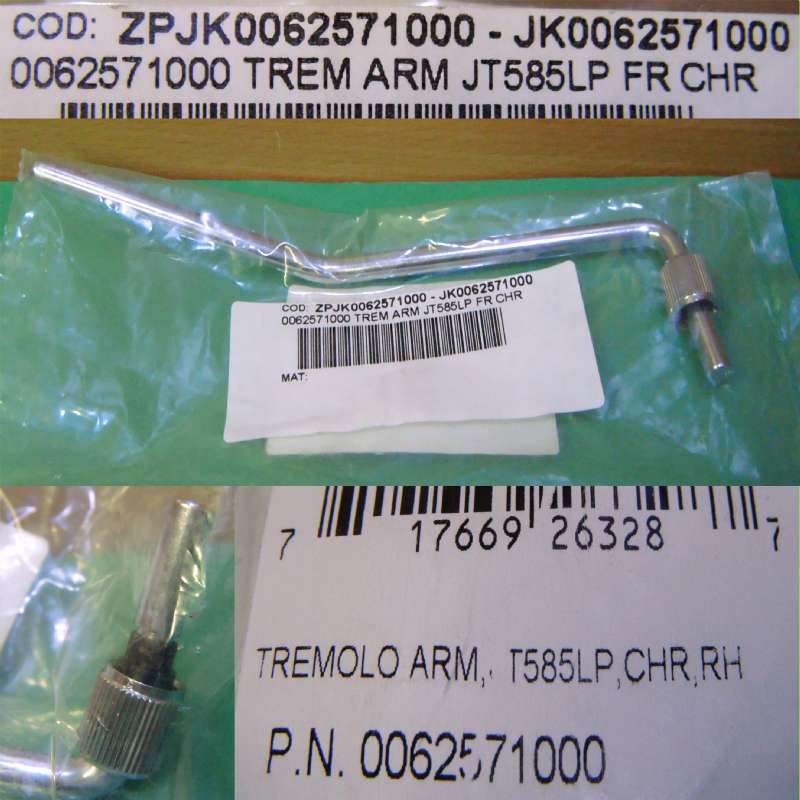 COD: ZPJK0062571000 - JK0062571000
0062571000 TREM ARM JT585LP FR CHR
COD: ZPJK0062571000 - JK0062571000
0062571000 TREM ARM JT585LP FR CHR
MAT:
7 17669 26328 7
TREMOLO ARM, T585LP,CHR,RH
P.N. 0062571000